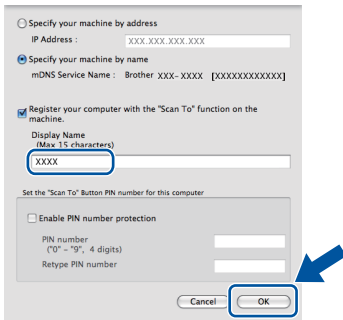 Specify your machine by address
IP Address : XXX.XXX.XXX.XXX
Specify your machine by name
mDNS Service Name : Brother XXX-XXXX [XXXXXXXXXXXX]
Register your computer with the "Scan To" function on the
machine.
Display Name
(Max 15 characters)
XXXX
Set the "Scan To" Button PIN number for this computer
Enable PIN number protection
PIN number
("0" – "9", 4 digits)
Retype PIN number
Cancel OK